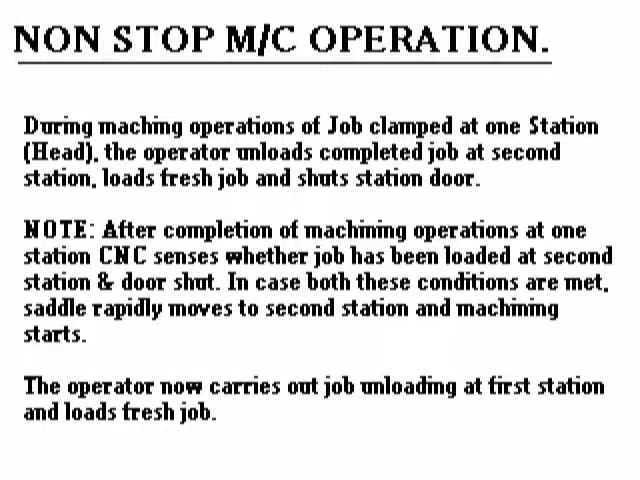 NON STOP M/C OPERATION.
During maching operations of Job clamped at one Station
(Head), the operator unloads completed job at second
station, loads fresh job and shuts station door.
NOTE: After completion of machining operations at one
station CNC senses whether job has been loaded at second
station & door shut. In case both these conditions are met,
saddle rapidly moves to second station and machining
starts.
The operator now carries out job unloading at first station
and loads fresh job.